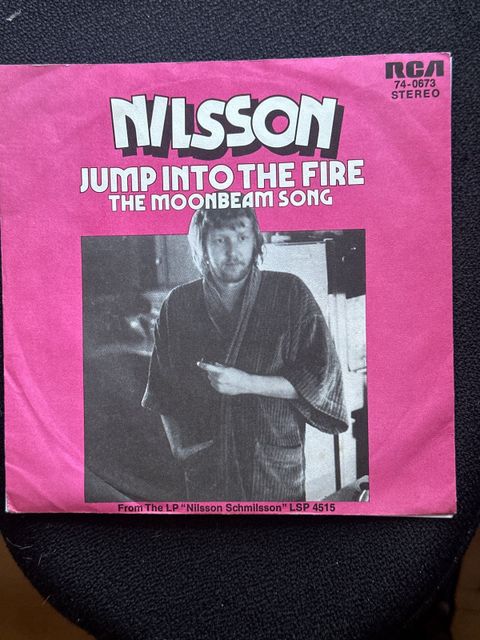 RCA
74-0673
STEREO
NILSSON
JUMP INTO THE FIRE
THE MOONBEAM SONG
From The LP "Nilsson Schmilsson" LSP 4515